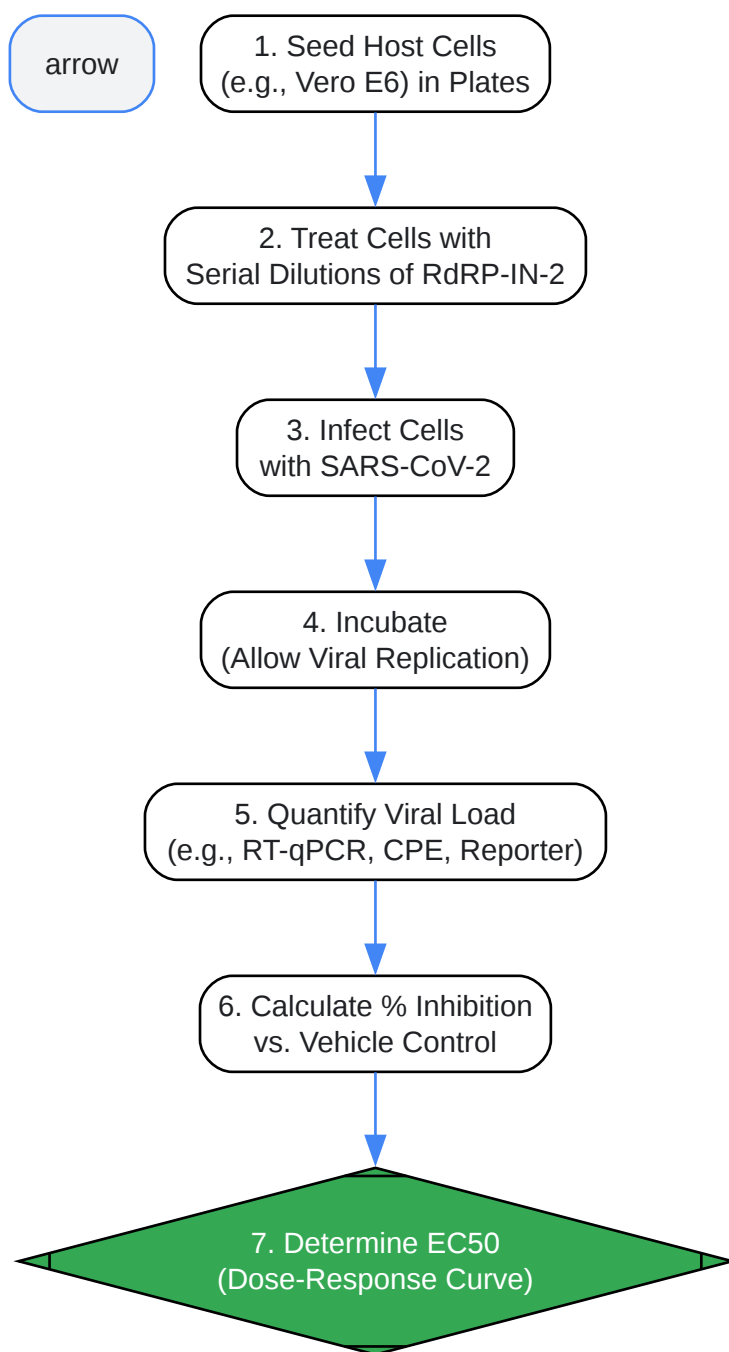 arrow
1. Seed Host Cells
(e.g., Vero E6) in Plates
2. Treat Cells with
Serial Dilutions of RdRP-IN-2
3. Infect Cells
with SARS-CoV-2
4. Incubate
(Allow Viral Replication)
5. Quantify Viral Load
(e.g., RT-qPCR, CPE, Reporter)
6. Calculate % Inhibition
vs. Vehicle Control
7. Determine EC50
(Dose-Response Curve)